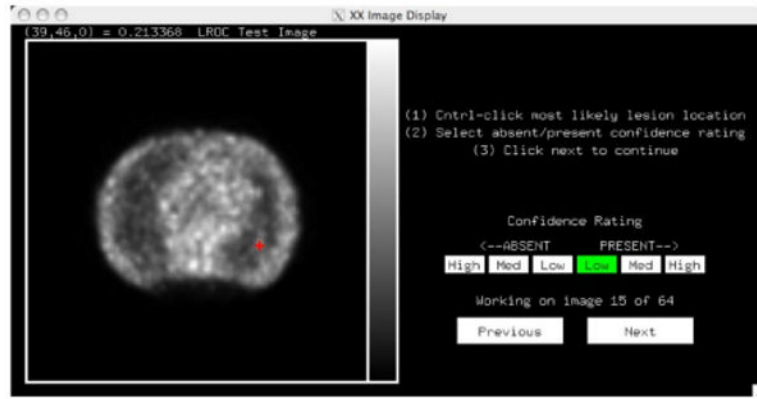 XX Image Display
(39,46,0) = 0.213368 LROC Test Image
(1) Cntrl-click most likely lesion location
(2) Select absent/present confidence rating
(3) Click next to continue
Confidence Rating
<--ABSENT PRESENT-->
High Med Low Low Med High
Working on image 15 of 64
Previous Next